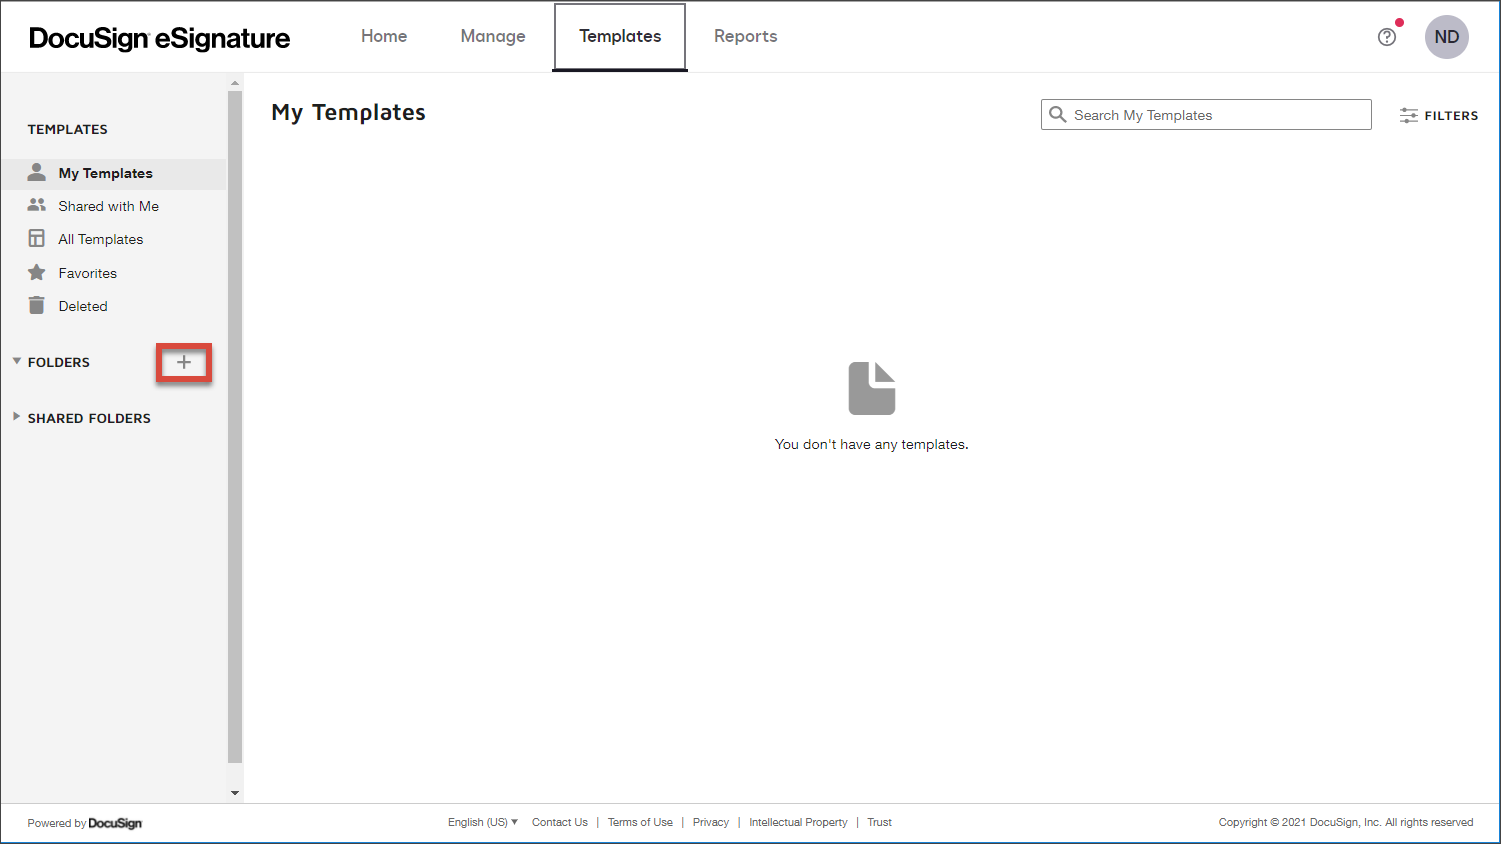 DocuSign eSignature
Home
Manage
Templates
Reports
ND
TEMPLATES
My Templates
Shared with Me
All Templates
Favorites
Deleted
FOLDERS
SHARED FOLDERS
My Templates
Search My Templates
FILTERS
You don't have any templates.
Powered by DocuSign
English (US) ▼ Contact Us | Terms of Use | Privacy | Intellectual Property | Trust
Copyright © 2021 DocuSign, Inc. All rights reserved